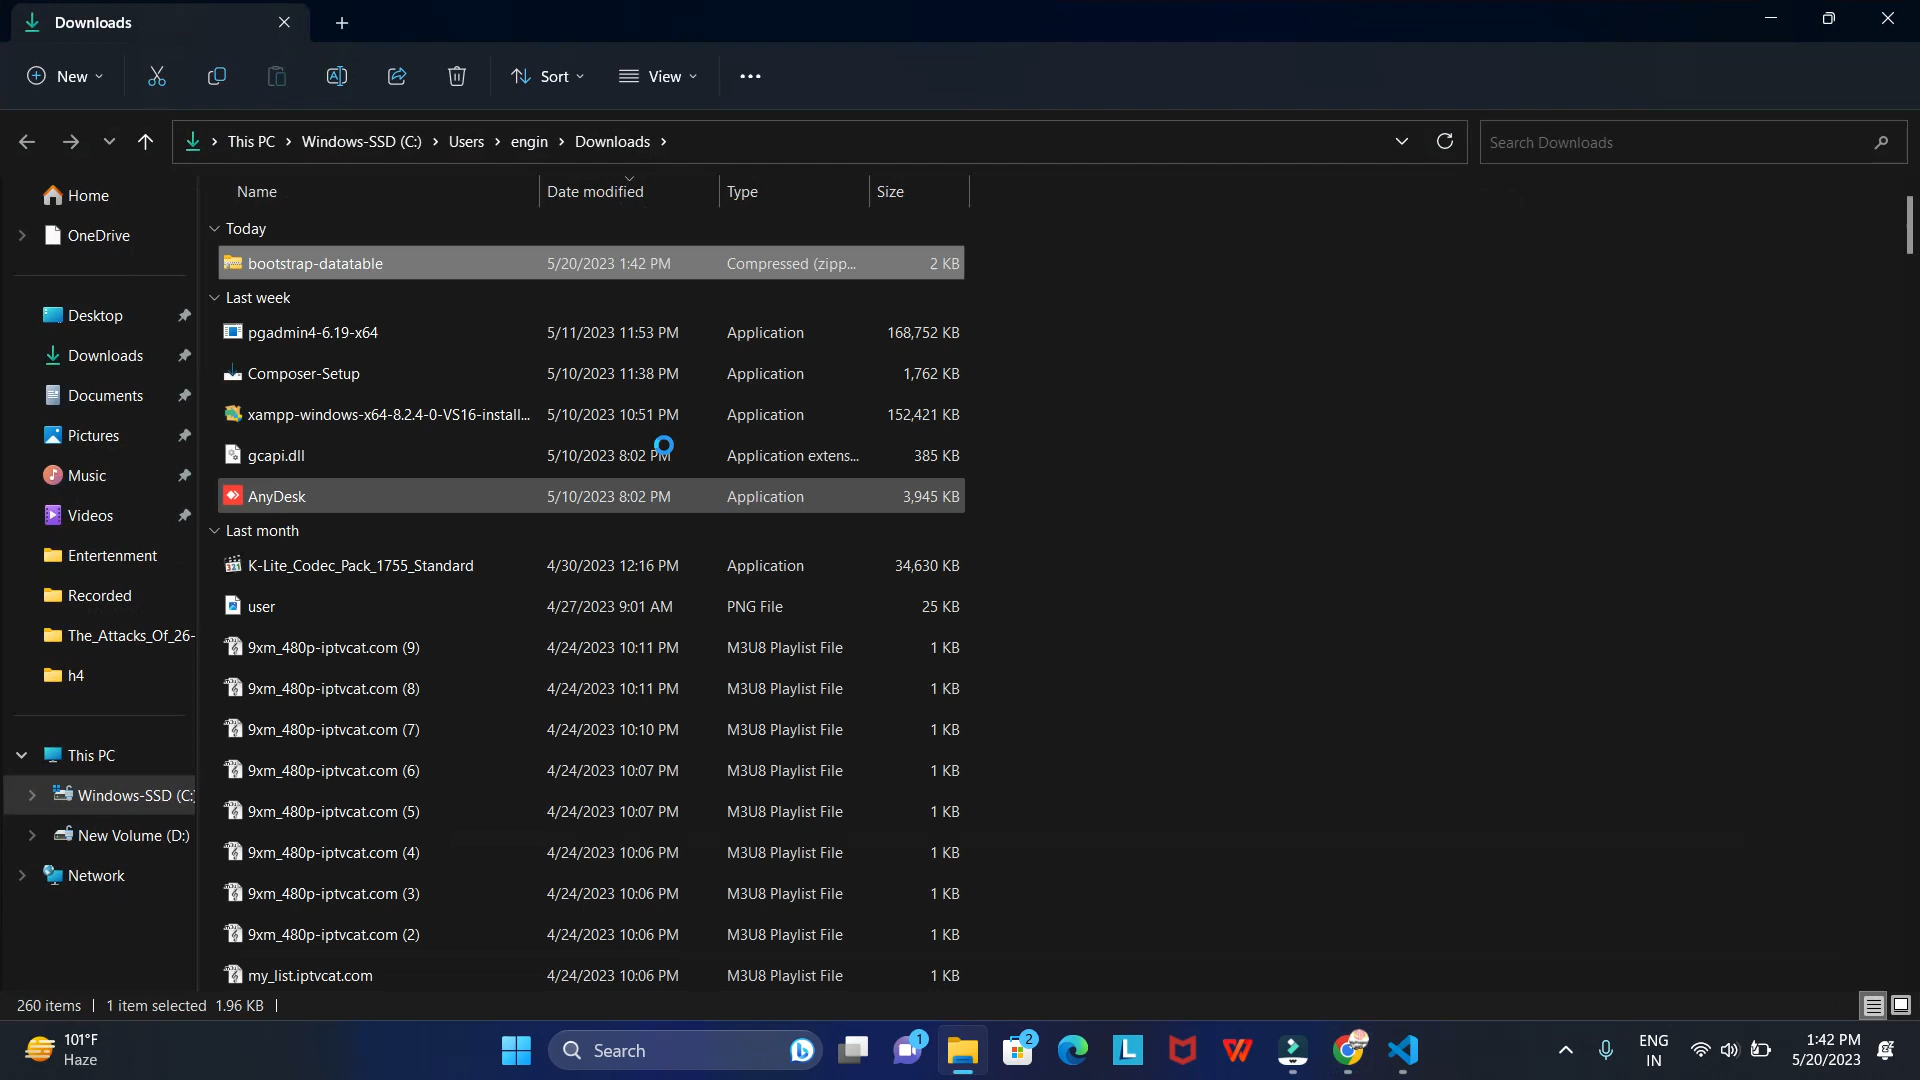 Downloads
New
Sort
View
This PC
Windows-SSD (C:)
Users
engin
Downloads
Search Downloads
Home
OneDrive
Desktop
Downloads
Documents
Pictures
Music
Videos
Entertenment
Recorded
The_Attacks_Of_26-
h4
This PC
Windows-SSD (C:
New Volume (D:)
Network
Name Date modified Type Size
Today
bootstrap-datatable 5/20/2023 1:42 PM Compressed (zipp... 2 KB
Last week
pgadmin4-6.19-x64 5/11/2023 11:53 PM Application 168,752 KB
Composer-Setup 5/10/2023 11:38 PM Application 1,762 KB
xampp-windows-x64-8.2.4-0-VS16-install... 5/10/2023 10:51 PM Application 152,421 KB
gcapi.dll 5/10/2023 8:02 PM Application extens... 385 KB
AnyDesk 5/10/2023 8:02 PM Application 3,945 KB
Last month
K-Lite_Codec_Pack_1755_Standard 4/30/2023 12:16 PM Application 34,630 KB
user 4/27/2023 9:01 AM PNG File 25 KB
9xm_480p-iptvcat.com (9) 4/24/2023 10:11 PM M3U8 Playlist File 1 KB
9xm_480p-iptvcat.com (8) 4/24/2023 10:11 PM M3U8 Playlist File 1 KB
9xm_480p-iptvcat.com (7) 4/24/2023 10:10 PM M3U8 Playlist File 1 KB
9xm_480p-iptvcat.com (6) 4/24/2023 10:07 PM M3U8 Playlist File 1 KB
9xm_480p-iptvcat.com (5) 4/24/2023 10:07 PM M3U8 Playlist File 1 KB
9xm_480p-iptvcat.com (4) 4/24/2023 10:06 PM M3U8 Playlist File 1 KB
9xm_480p-iptvcat.com (3) 4/24/2023 10:06 PM M3U8 Playlist File 1 KB
9xm_480p-iptvcat.com (2) 4/24/2023 10:06 PM M3U8 Playlist File 1 KB
my_list.iptvcat.com 4/24/2023 10:06 PM M3U8 Playlist File 1 KB
260 items 1 item selected 1.96 KB
101°F
Haze
Search
1
2
L
ENG
IN
1:42 PM
5/20/2023